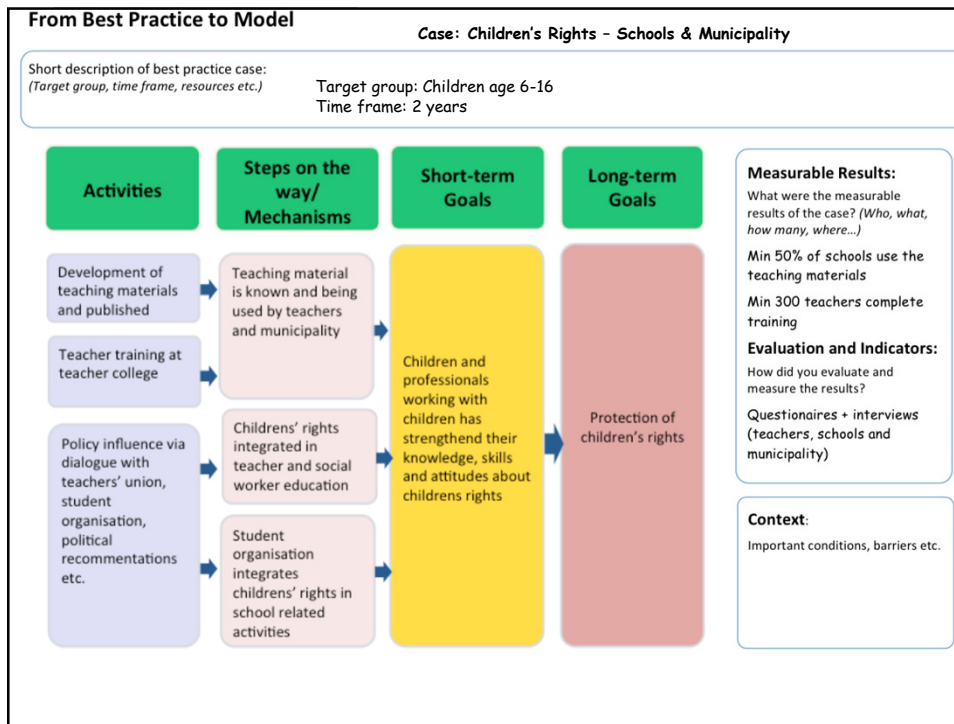 From Best Practice to Model
Case: Children's Rights – Schools & Municipality
Short description of best practice case:
(Target group, time frame, resources etc.)
Target group: Children age 6-16
Time frame: 2 years
Activities
Steps on the
way/
Mechanisms
Short-term
Goals
Long-term
Goals
Development of
teaching materials
and published
Teacher training at
teacher college
Policy influence via
dialogue with
teachers' union,
student
organisation,
political
recommentations
etc.
Teaching material
is known and being
used by teachers
and municipality
Childrens' rights
integrated in
teacher and social
worker education
Student
organisation
integrates
childrens' rights in
school related
activities
Children and
professionals
working with
children has
strengthend their
knowledge, skills
and attitudes about
childrens rights
Protection of
children's rights
Measurable Results:
What were the measurable
results of the case? (Who, what,
how many, where...)
Min 50% of schools use the
teaching materials
Min 300 teachers complete
training
Evaluation and Indicators:
How did you evaluate and
measure the results?
Questionaires + interviews
(teachers, schools and
municipality)
Context:
Important conditions, barriers etc.